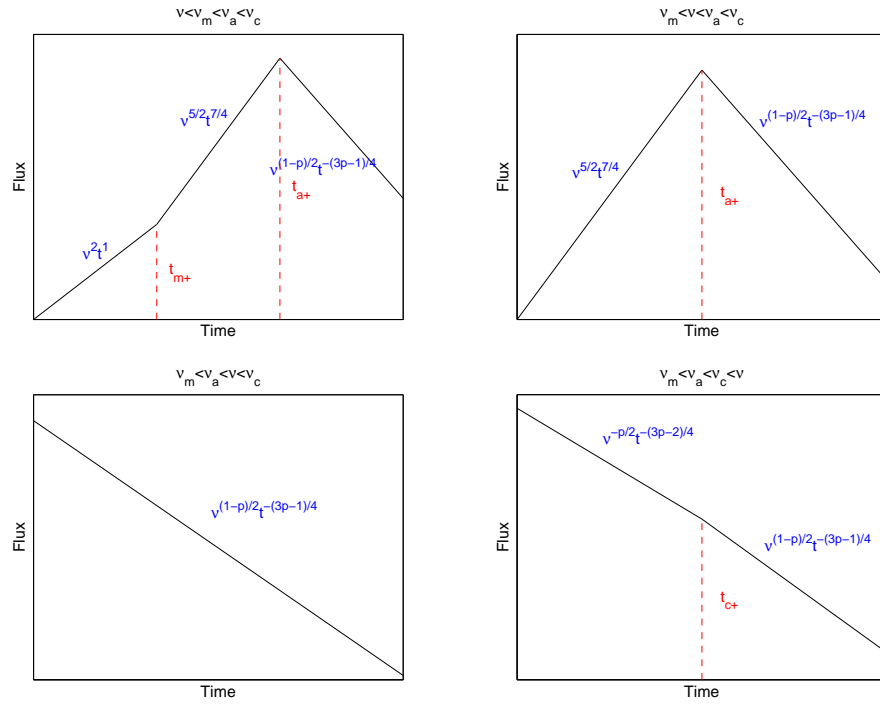 ν<ν_m<ν_a<ν_c
Flux
ν^{5/2}t^{7/4}
ν^{(1−p)/2}t^{−(3p−1)/4}
t_{a+}
ν^2t^1
t_{m+}
Time
ν_m<ν<ν_a<ν_c
Flux
ν^{(1−p)/2}t^{−(3p−1)/4}
ν^{5/2}t^{7/4}
t_{a+}
Time
ν_m<ν_a<ν<ν_c
Flux
ν^{(1−p)/2}t^{−(3p−1)/4}
Time
ν_m<ν_a<ν_c<ν
Flux
ν^{−p/2}t^{−(3p−2)/4}
ν^{(1−p)/2}t^{−(3p−1)/4}
t_{c+}
Time